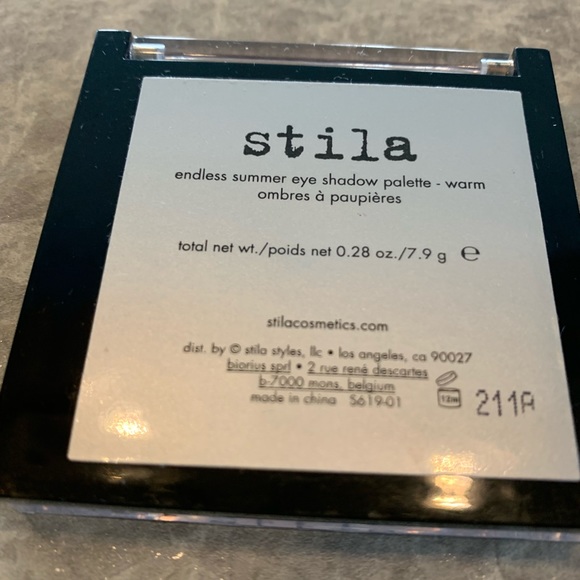 stila
endless summer eye shadow palette - warm
ombres à paupières
total net wt./poids net 0.28 oz./7.9 g ℮
stilacosmetics.com
dist. by © stila styles, llc • los angeles, ca 90027
biorius sprl • 2 rue renè descartes
b-7000 mons, belgium
made in china S619-01
12M
211A